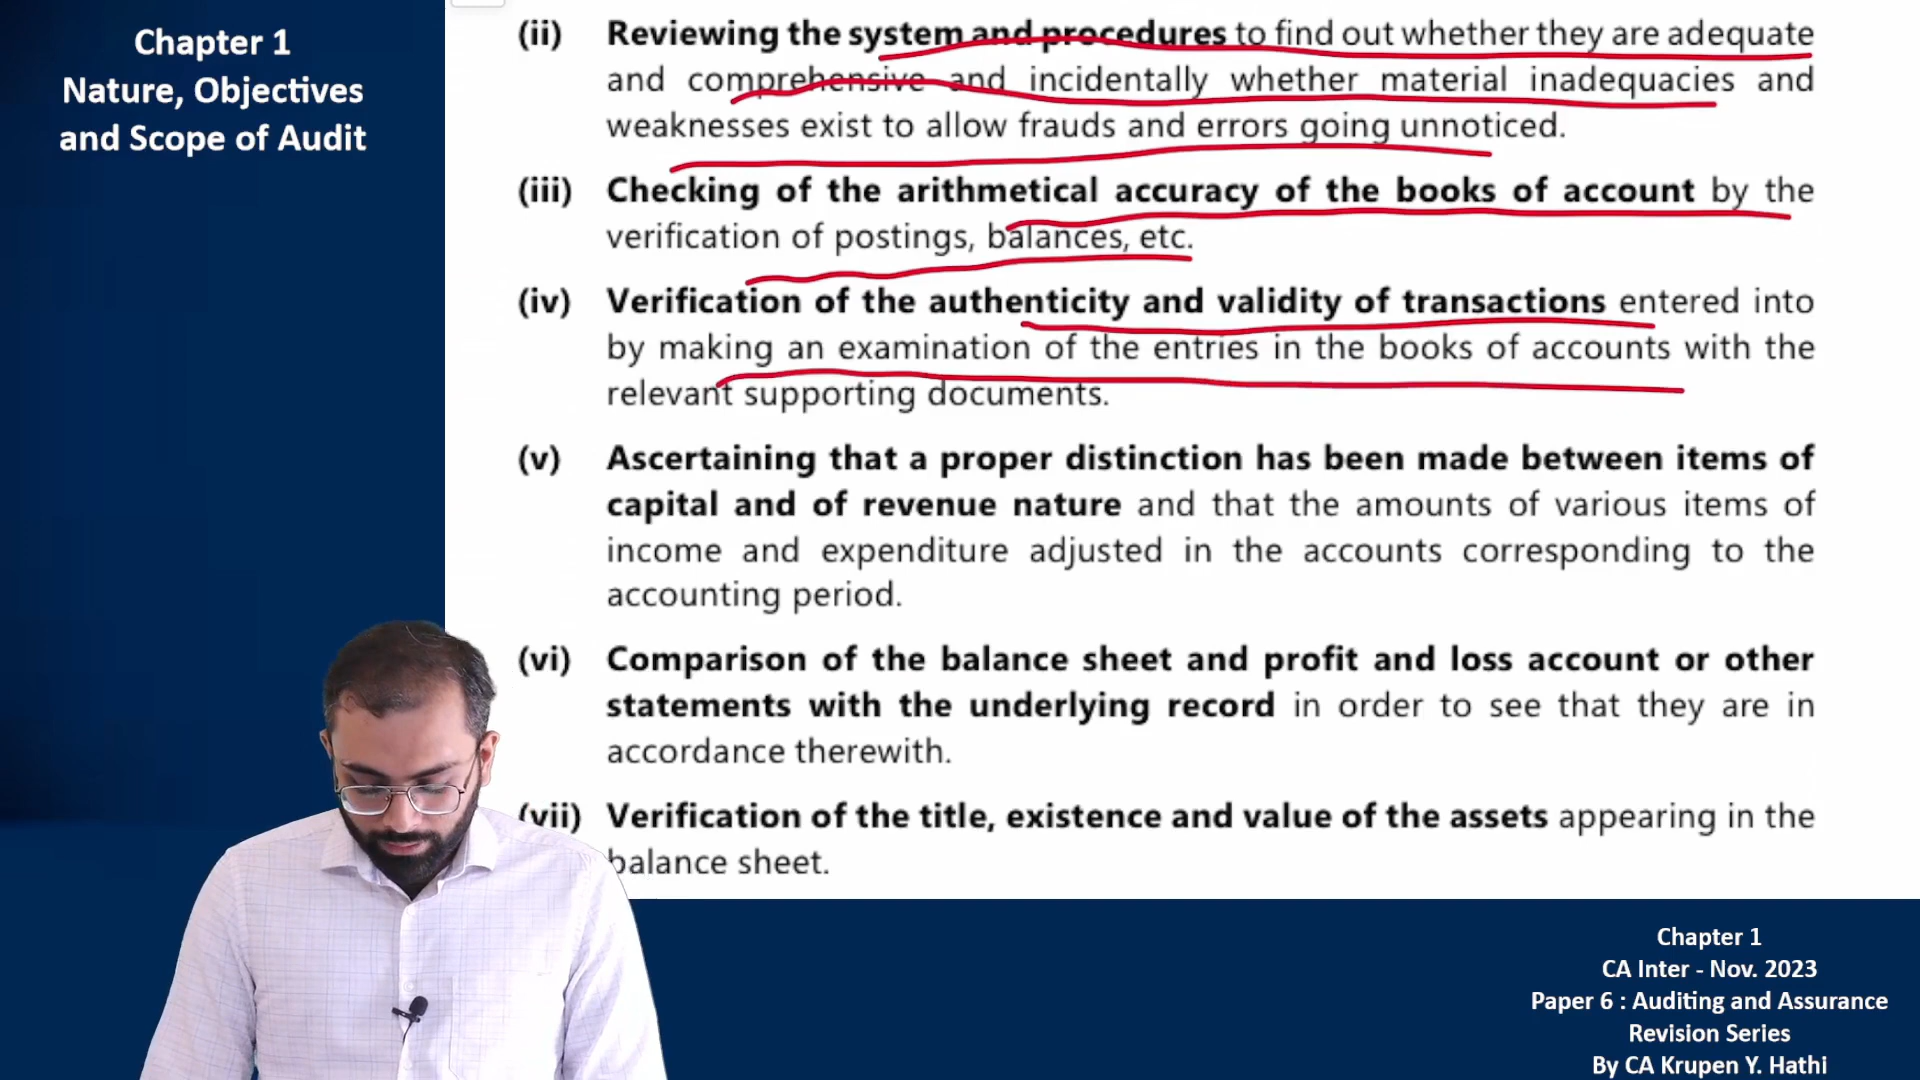 Chapter 1
Nature, Objectives
and Scope of Audit
(ii) Reviewing the system and procedures to find out whether they are adequate
and comprehensive and incidentally whether material inadequacies and
weaknesses exist to allow frauds and errors going unnoticed.
(iii) Checking of the arithmetical accuracy of the books of account by the
verification of postings, balances, etc.
(iv) Verification of the authenticity and validity of transactions entered into
by making an examination of the entries in the books of accounts with the
relevant supporting documents.
(v) Ascertaining that a proper distinction has been made between items of
capital and of revenue nature and that the amounts of various items of
income and expenditure adjusted in the accounts corresponding to the
accounting period.
(vi) Comparison of the balance sheet and profit and loss account or other
statements with the underlying record in order to see that they are in
accordance therewith.
(vii) Verification of the title, existence and value of the assets appearing in the
balance sheet.
Chapter 1
CA Inter - Nov. 2023
Paper 6 : Auditing and Assurance
Revision Series
By CA Krupen Y. Hathi